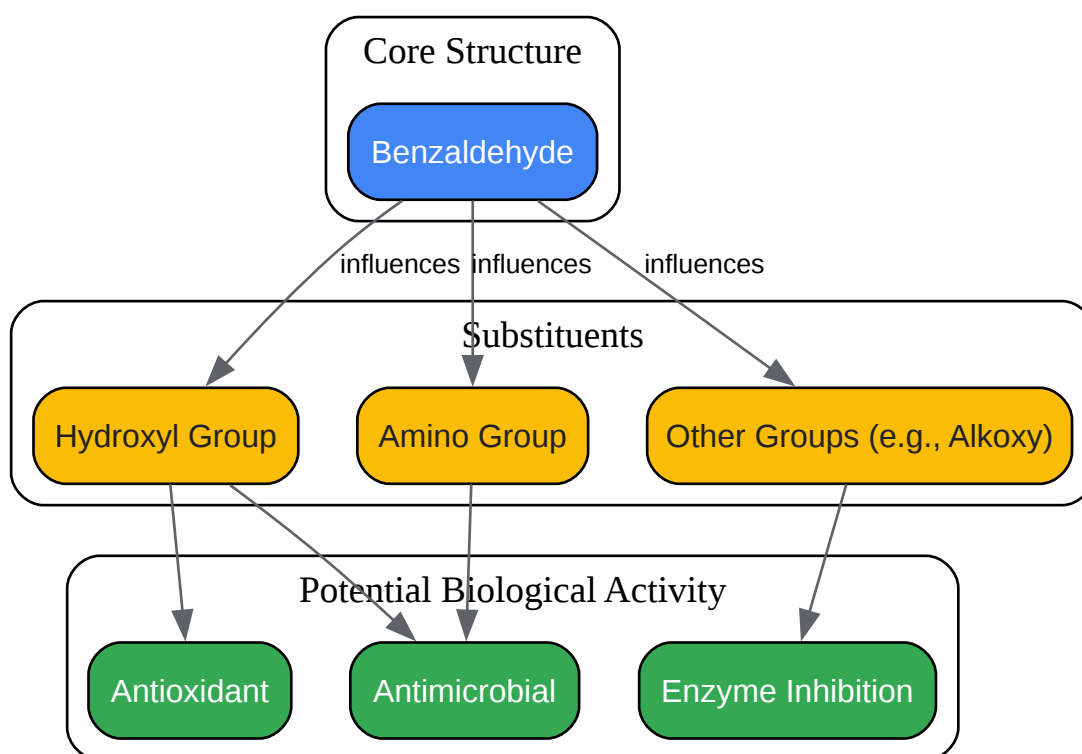 Core Structure
Benzaldehyde
influences influences influences
Substituents
Hydroxyl Group Amino Group Other Groups (e.g., Alkoxy)
Potential Biological Activity
Antioxidant Antimicrobial Enzyme Inhibition